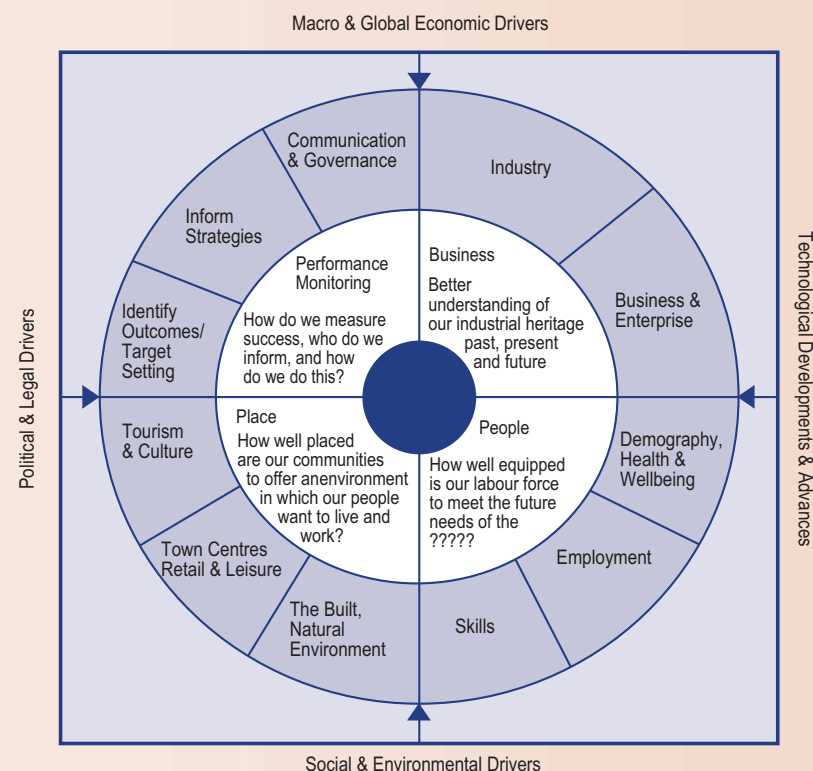 Macro & Global Economic Drivers
Communication
& Governance
Industry
Inform
Strategies
Performance
Monitoring
How do we measure
success, who do we
inform, and how
do we do this?
Business
Better
understanding of
our industrial heritage
past, present
and future
Business &
Enterprise
Identify
Outcomes/
Target
Setting
Political & Legal Drivers
Technological Developments & Advances
Tourism
& Culture
Place
How well placed
are our communities
to offer anenvironment
in which our people
want to live and
work?
People
How well equipped
is our labour force
to meet the future
needs of the
?????
Demography,
Health &
Wellbeing
Town Centres
Retail & Leisure
Employment
The Built,
Natural
Environment
Skills
Social & Environmental Drivers